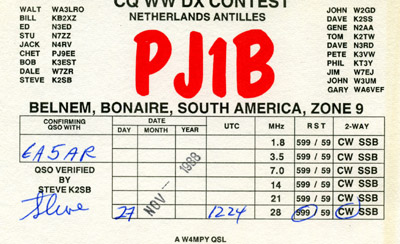 CQ WW DX CONTEST
NETHERLANDS ANTILLES
WALT WA3LRO
BILL KB2XZ
ED N3ED
STU N7ZZ
JACK N4RV
CHET PJ9EE
BOB K3EST
DALE W7ZR
STEVE K2SB
PJ1B
JOHN W2GD
DAVE K2SS
GENE N2AA
TOM K2TW
DAVE N3RD
PETE K3VW
PHIL KT3Y
JIM W7EJ
JOHN W3UM
GARY WA6VEF
BELNEM, BONAIRE, SOUTH AMERICA, ZONE 9
CONFIRMING QSO WITH
DATE
DAY MONTH YEAR
UTC MHz R S T 2-WAY
EA5AR
1.8 599 / 59 CW SSB
3.5 599 / 59 CW SSB
QSO VERIFIED
BY
STEVE K2SB
7.0 599 / 59 CW SSB
14 599 / 59 CW SSB
21 599 / 59 CW SSB
Steve 27 NOV - 1988 1224 28 599 / 59 CW SSB
A W4MPY QSL